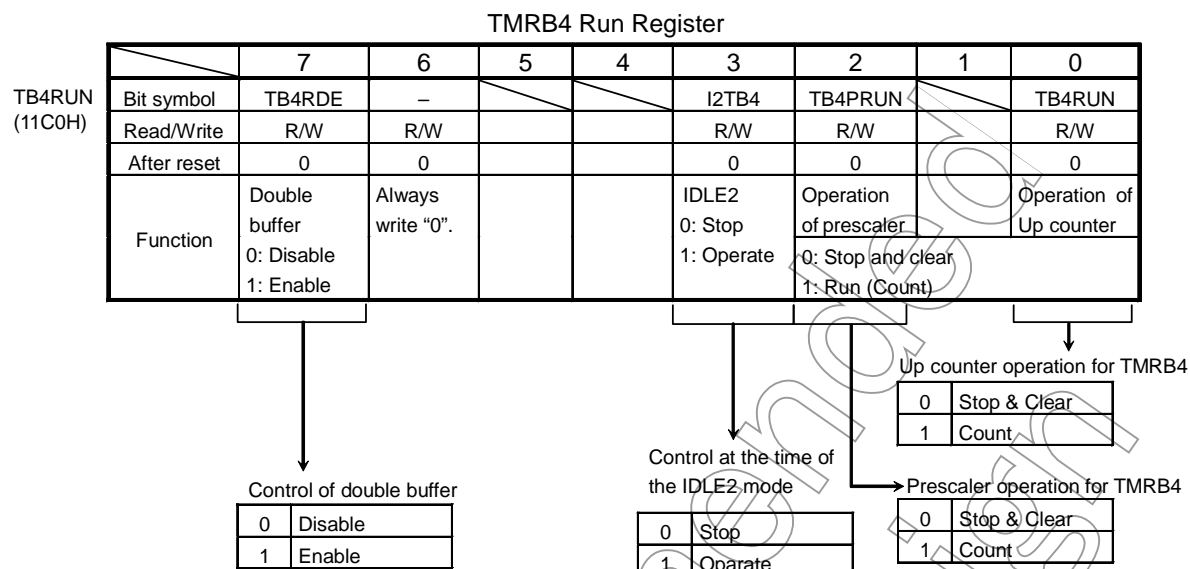 TMRB4 Run Register
7 6 5 4 3 2 1 0
TB4RUN
(11C0H)
Bit symbol TB4RDE – I2TB4 TB4PRUN TB4RUN
Read/Write R/W R/W R/W R/W R/W
After reset 0 0 0 0 0
Function
Double
buffer
0: Disable
1: Enable
Always
write “0”.
IDLE2
0: Stop
1: Operate
Operation
of prescaler
Operation of
Up counter
0: Stop and clear
1: Run (Count)
Up counter operation for TMRB4
0 Stop & Clear
1 Count
Control of double buffer
0 Disable
1 Enable
Control at the time of
the IDLE2 mode
0 Stop
1 Oparate
Prescaler operation for TMRB4
0 Stop & Clear
1 Count